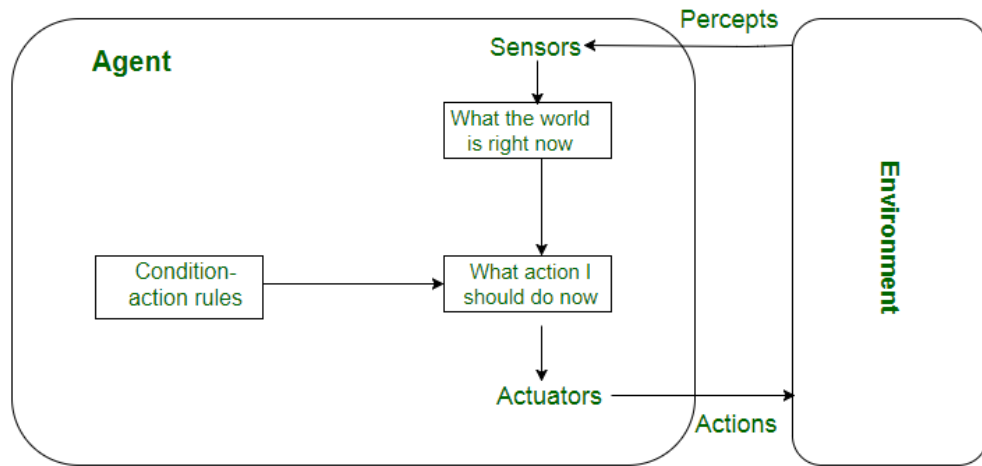 Percepts
Sensors
Agent
What the world
is right now
Environment
Condition-
action rules
What action I
should do now
Actuators
Actions